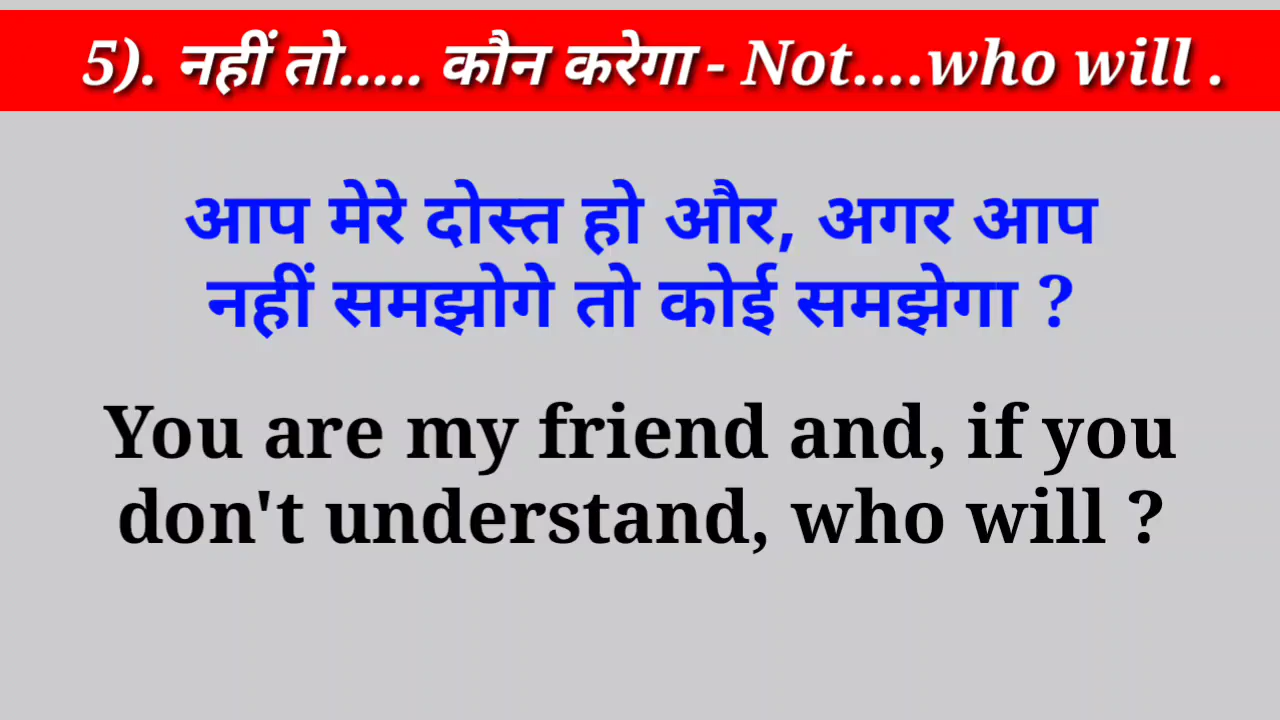 5). नहीं तो..... कौन करेगा - Not....who will .
आप मेरे दोस्त हो और, अगर आप
नहीं समझोगे तो कोई समझेगा ?
You are my friend and, if you
don't understand, who will ?